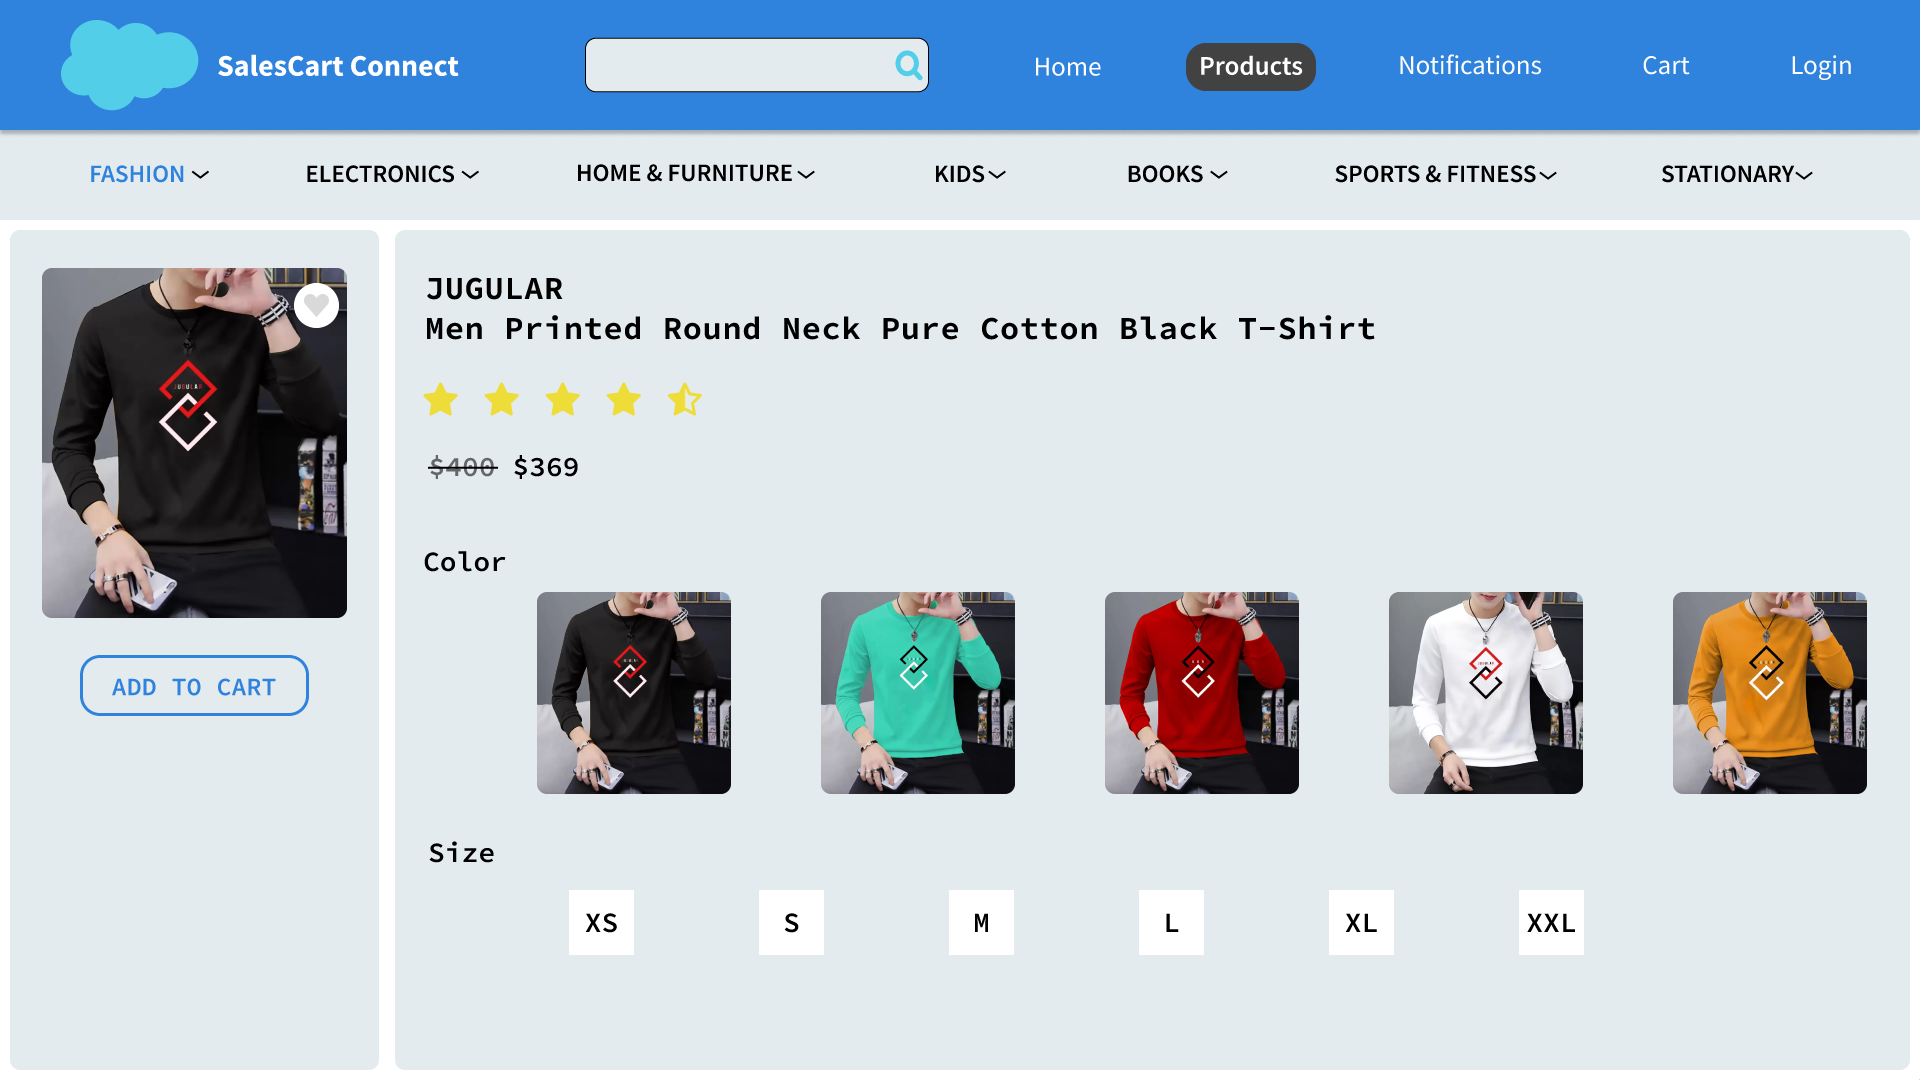 SalesCart Connect
Home
Products
Notifications
Cart
Login
FASHION
ELECTRONICS
HOME & FURNITURE
KIDS
BOOKS
SPORTS & FITNESS
STATIONARY
JUGULAR
ADD TO CART
JUGULAR
Men Printed Round Neck Pure Cotton Black T-Shirt
$400 $369
Color
Size
XS
S
M
L
XL
XXL